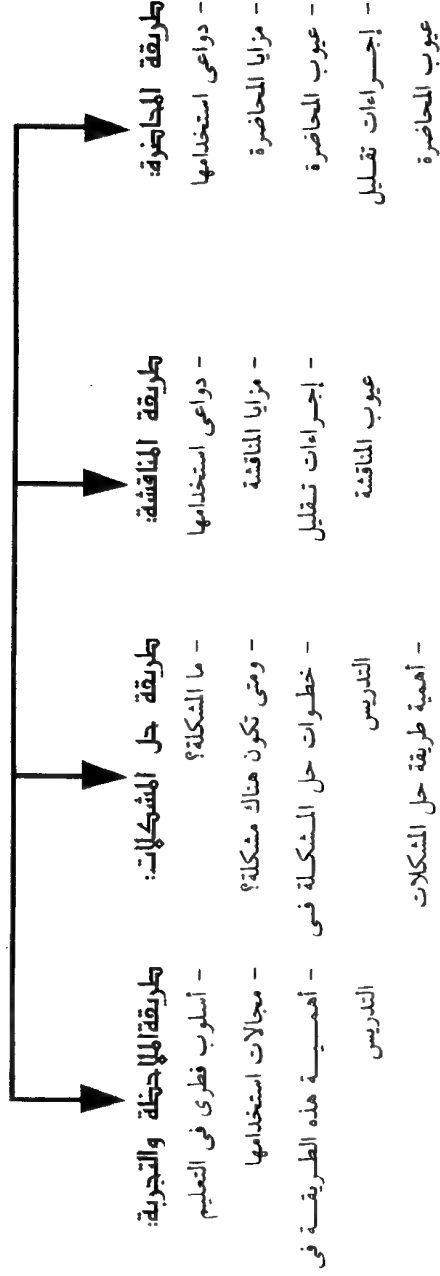 طريقة المحاضرة:
- دواعى استخدامها
- مزايا المحاضرة
- عيوب المحاضرة
- إجراءات تقليل
عيوب المحاضرة
طريقة المناقشة:
- دواعى استخدامها
- مزايا المناقشة
- إجراءات تقليل
عيوب المناقشة
طريقة حل المشكلات:
- ما المشكلة؟
- ومتى تكون هناك مشكلة؟
- خطوات حل المشكلة فى
التدريس
- أهمية طريقة حل المشكلات
طريقة الملاحظة والتجربة:
- أسلوب فطرى فى التعليم
- مجالات استخدامها
- أهمية هذه الطريقة فى
التدريس